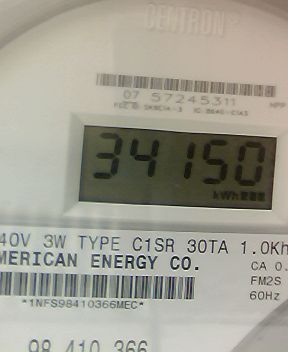 CENTRON®
07 57245311
34150
kWh
40V 3W TYPE C1SR 30TA 1.0Kh
MERICAN ENERGY CO.
CA 0.
FM2S
60Hz
*1NFS98410366MEC*
98 410 366